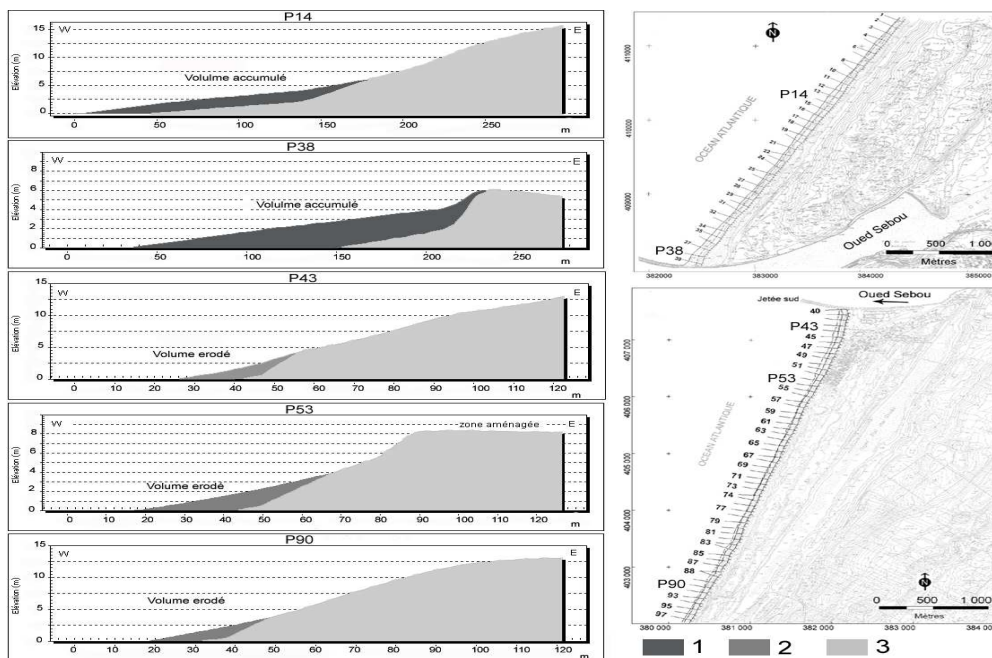 P14
W
E
15
10
5
0
Elévation (m)
Volulme accumulé
0 50 100 150 200 250 m
P38
W
E
8
6
4
2
0
Elévation (m)
Volulme accumulé
0 50 100 150 200 250 m
P43
W
E
15
10
5
0
Elévation (m)
Volume erodé
0 10 20 30 40 50 60 70 80 90 100 110 120 m
P53
W
zone aménagée
E
8
6
4
2
0
Elévation (m)
Volume erodé
0 10 20 30 40 50 60 70 80 90 100 110 120 m
P90
W
E
15
10
5
0
Elévation (m)
Volume erodé
0 10 20 30 40 50 60 70 80 90 100 110 120 m
N
P14
OCEAN ATLANTIQUE
P38
Oued Sebou
0 500 1 000
Mètres
382000 383000 384000
Jetée sud
Oued Sebou
40
P43
45
47
49
51
P53
55
57
59
61
63
65
67
69
71
73
74
77
79
81
83
85
87
88
P90
93
95
97
OCEAN ATLANTIQUE
N
0 500 1 000
Mètres
380 000 381 000 382 000 383 000
1 2 3